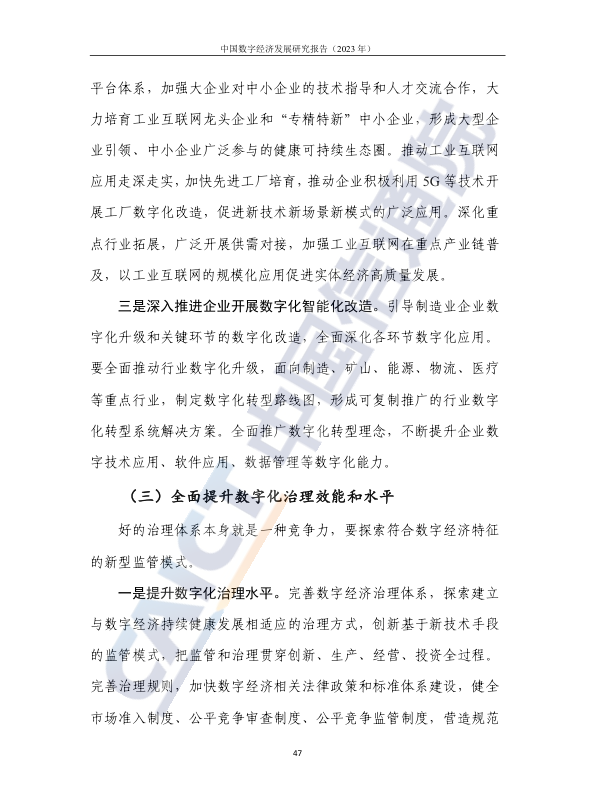 中国数字经济发展研究报告（2023 年）
平台体系，加强大企业对中小企业的技术指导和人才交流合作，大
力培育工业互联网龙头企业和“专精特新”中小企业，形成大型企
业引领、中小企业广泛参与的健康可持续生态圈。推动工业互联网
应用走深走实，加快先进工厂培育，推动企业积极利用 5G 等技术开
展工厂数字化改造，促进新技术新场景新模式的广泛应用。深化重
点行业拓展，广泛开展供需对接，加强工业互联网在重点产业链普
及，以工业互联网的规模化应用促进实体经济高质量发展。
三是深入推进企业开展数字化智能化改造。引导制造业企业数
字化升级和关键环节的数字化改造，全面深化各环节数字化应用。
要全面推动行业数字化升级，面向制造、矿山、能源、物流、医疗
等重点行业，制定数字化转型路线图，形成可复制推广的行业数字
化转型系统解决方案。全面推广数字化转型理念，不断提升企业数
字技术应用、软件应用、数据管理等数字化能力。
（三）全面提升数字化治理效能和水平
好的治理体系本身就是一种竞争力，要探索符合数字经济特征
的新型监管模式。
一是提升数字化治理水平。完善数字经济治理体系，探索建立
与数字经济持续健康发展相适应的治理方式，创新基于新技术手段
的监管模式，把监管和治理贯穿创新、生产、经营、投资全过程。
完善治理规则，加快数字经济相关法律政策和标准体系建设，健全
市场准入制度、公平竞争审查制度、公平竞争监管制度，营造规范
47
CAICT 中国信通院